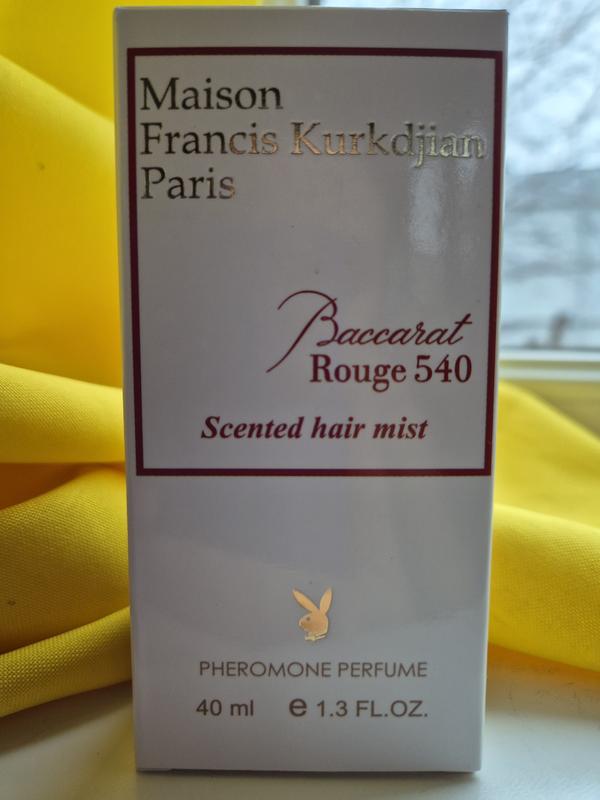 Maison
Francis Kurkdjian
Paris
Baccarat
Rouge 540
Scented hair mist
PHEROMONE PERFUME
40 ml e 1.3 FL.OZ.